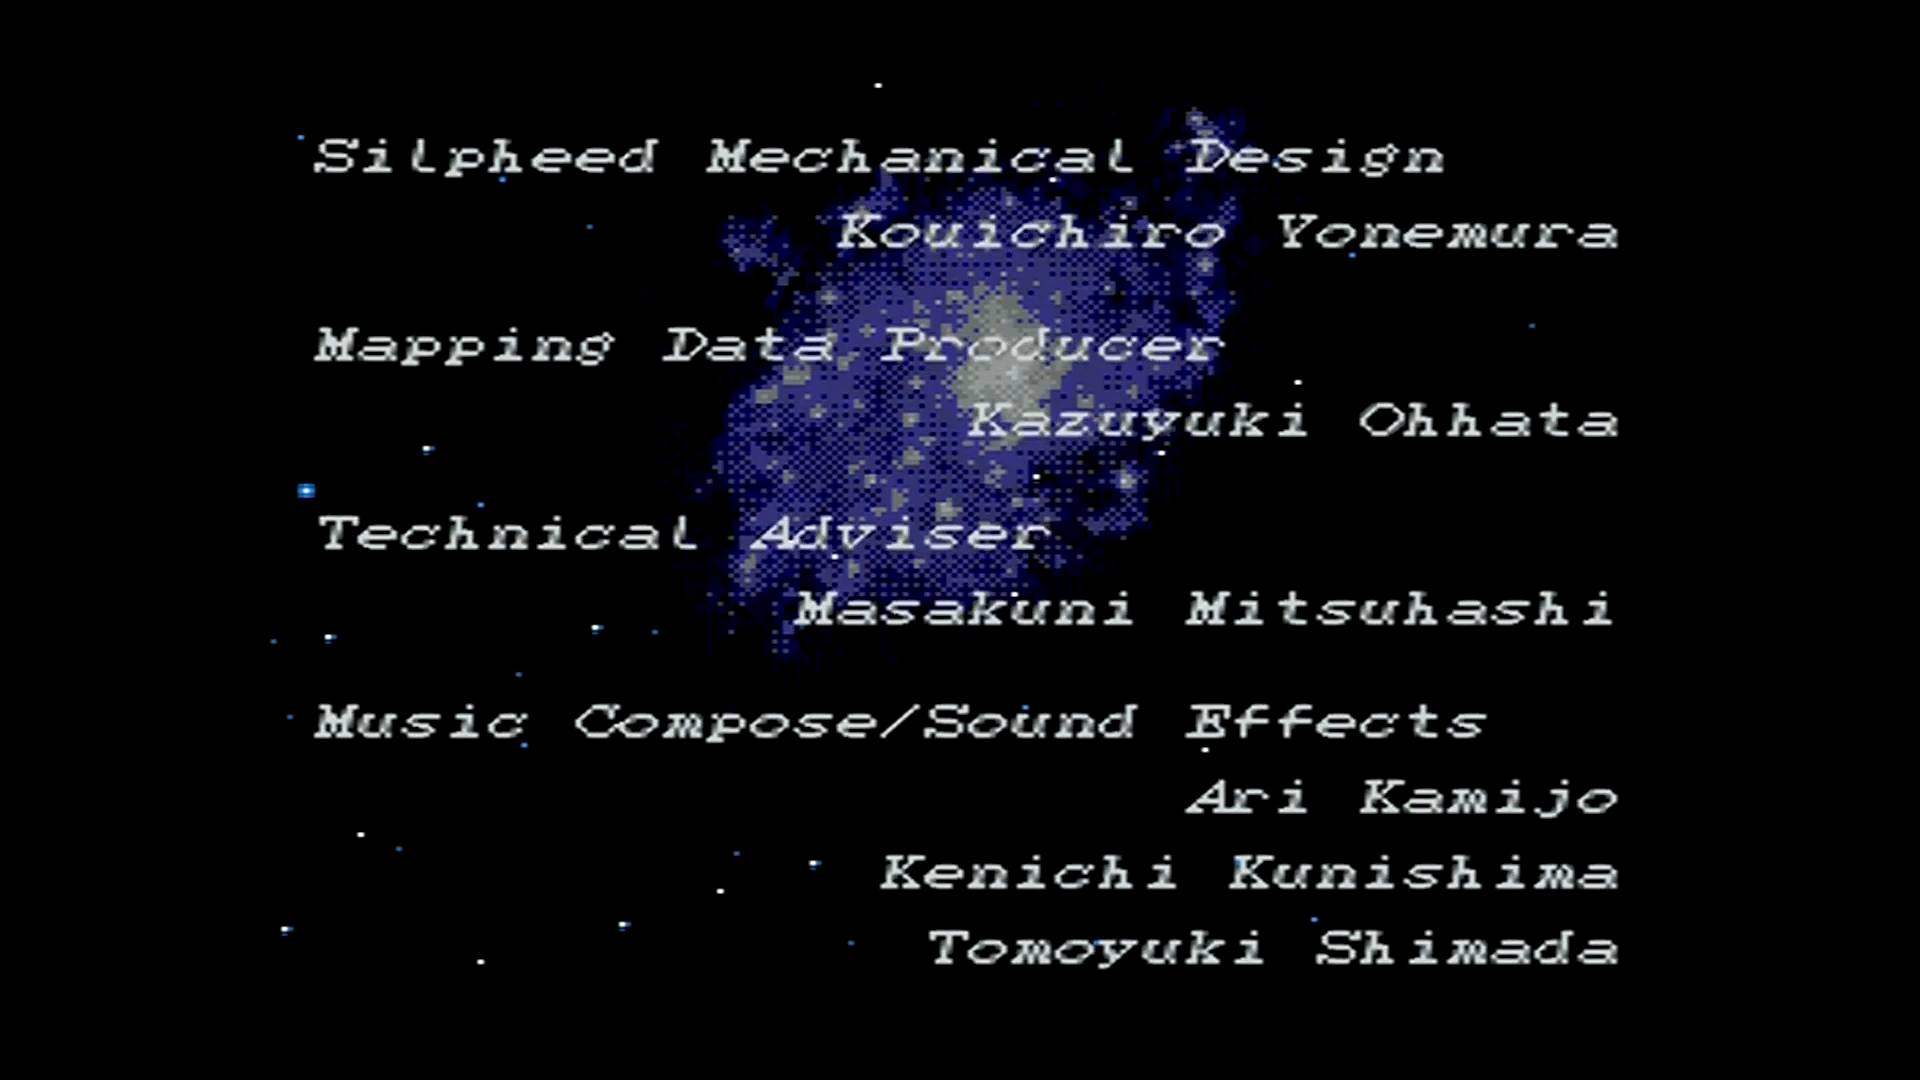 Silpheed Mechanical Design
Kouichiro Yonemura
Mapping Data Producer
Kazuyuki Ohhata
Technical Adviser
Masakuni Mitsuhashi
Music Compose/Sound Effects
Ari Kamijo
Kenichi Kunishima
Tomoyuki Shimada